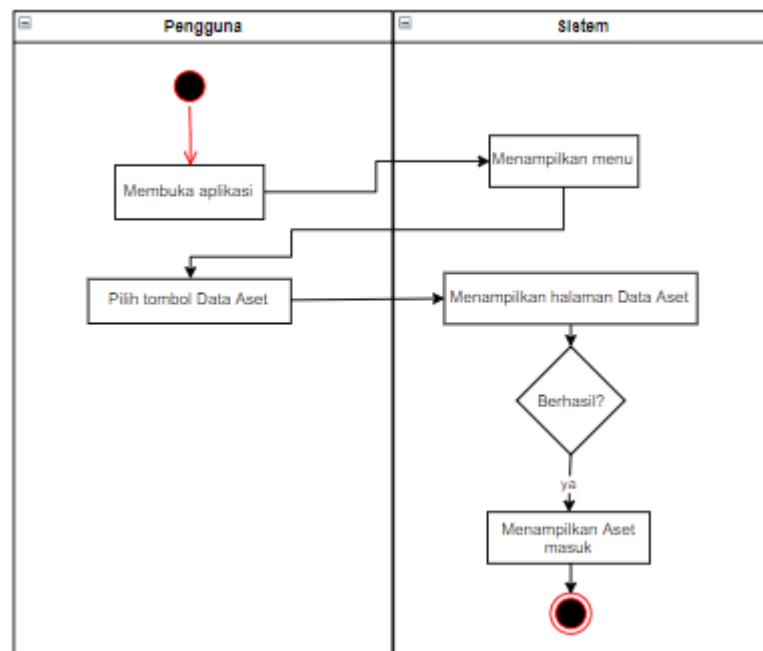 Pengguna
Sistem
Membuka aplikasi
Menampilkan menu
Pilih tombol Data Aset
Menampilkan halaman Data Aset
Berhasil?
ya
Menampilkan Aset
masuk